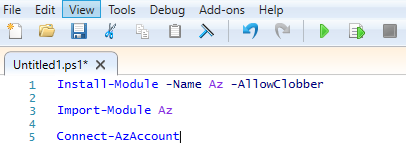 File Edit View Tools Debug Add-ons Help
Untitled1.ps1* X
1 Install-Module -Name Az -AllowClobber
2
3 Import-Module Az
4
5 Connect-AzAccount